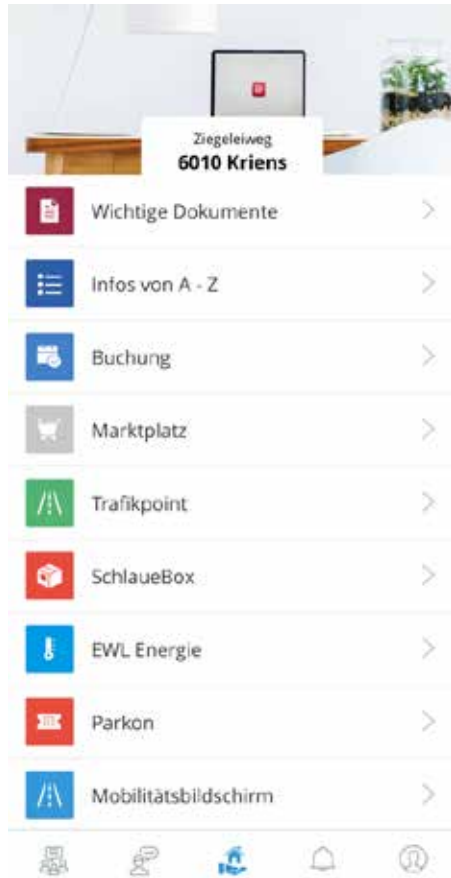 Ziegeleiweg
6010 Kriens
Wichtige Dokumente
Infos von A - Z
Buchung
Marktplatz
Trafikpoint
SchlaueBox
EWL Energie
Parkon
Mobilitätsbildschirm